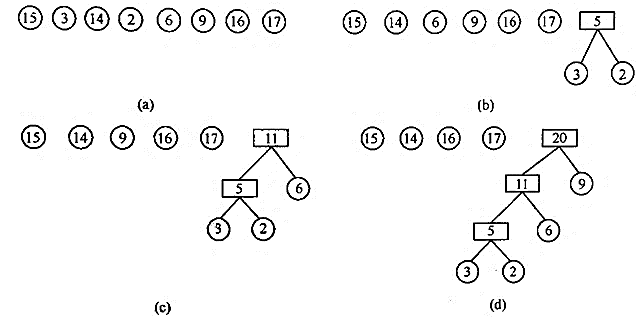 15 3 14 2 6 9 16 17
(a)
15 14 6 9 16 17 5
3 2
(b)
15 14 9 16 17 11
5 6
3 2
(c)
15 14 16 17 20
11 9
5 6
3 2
(d)